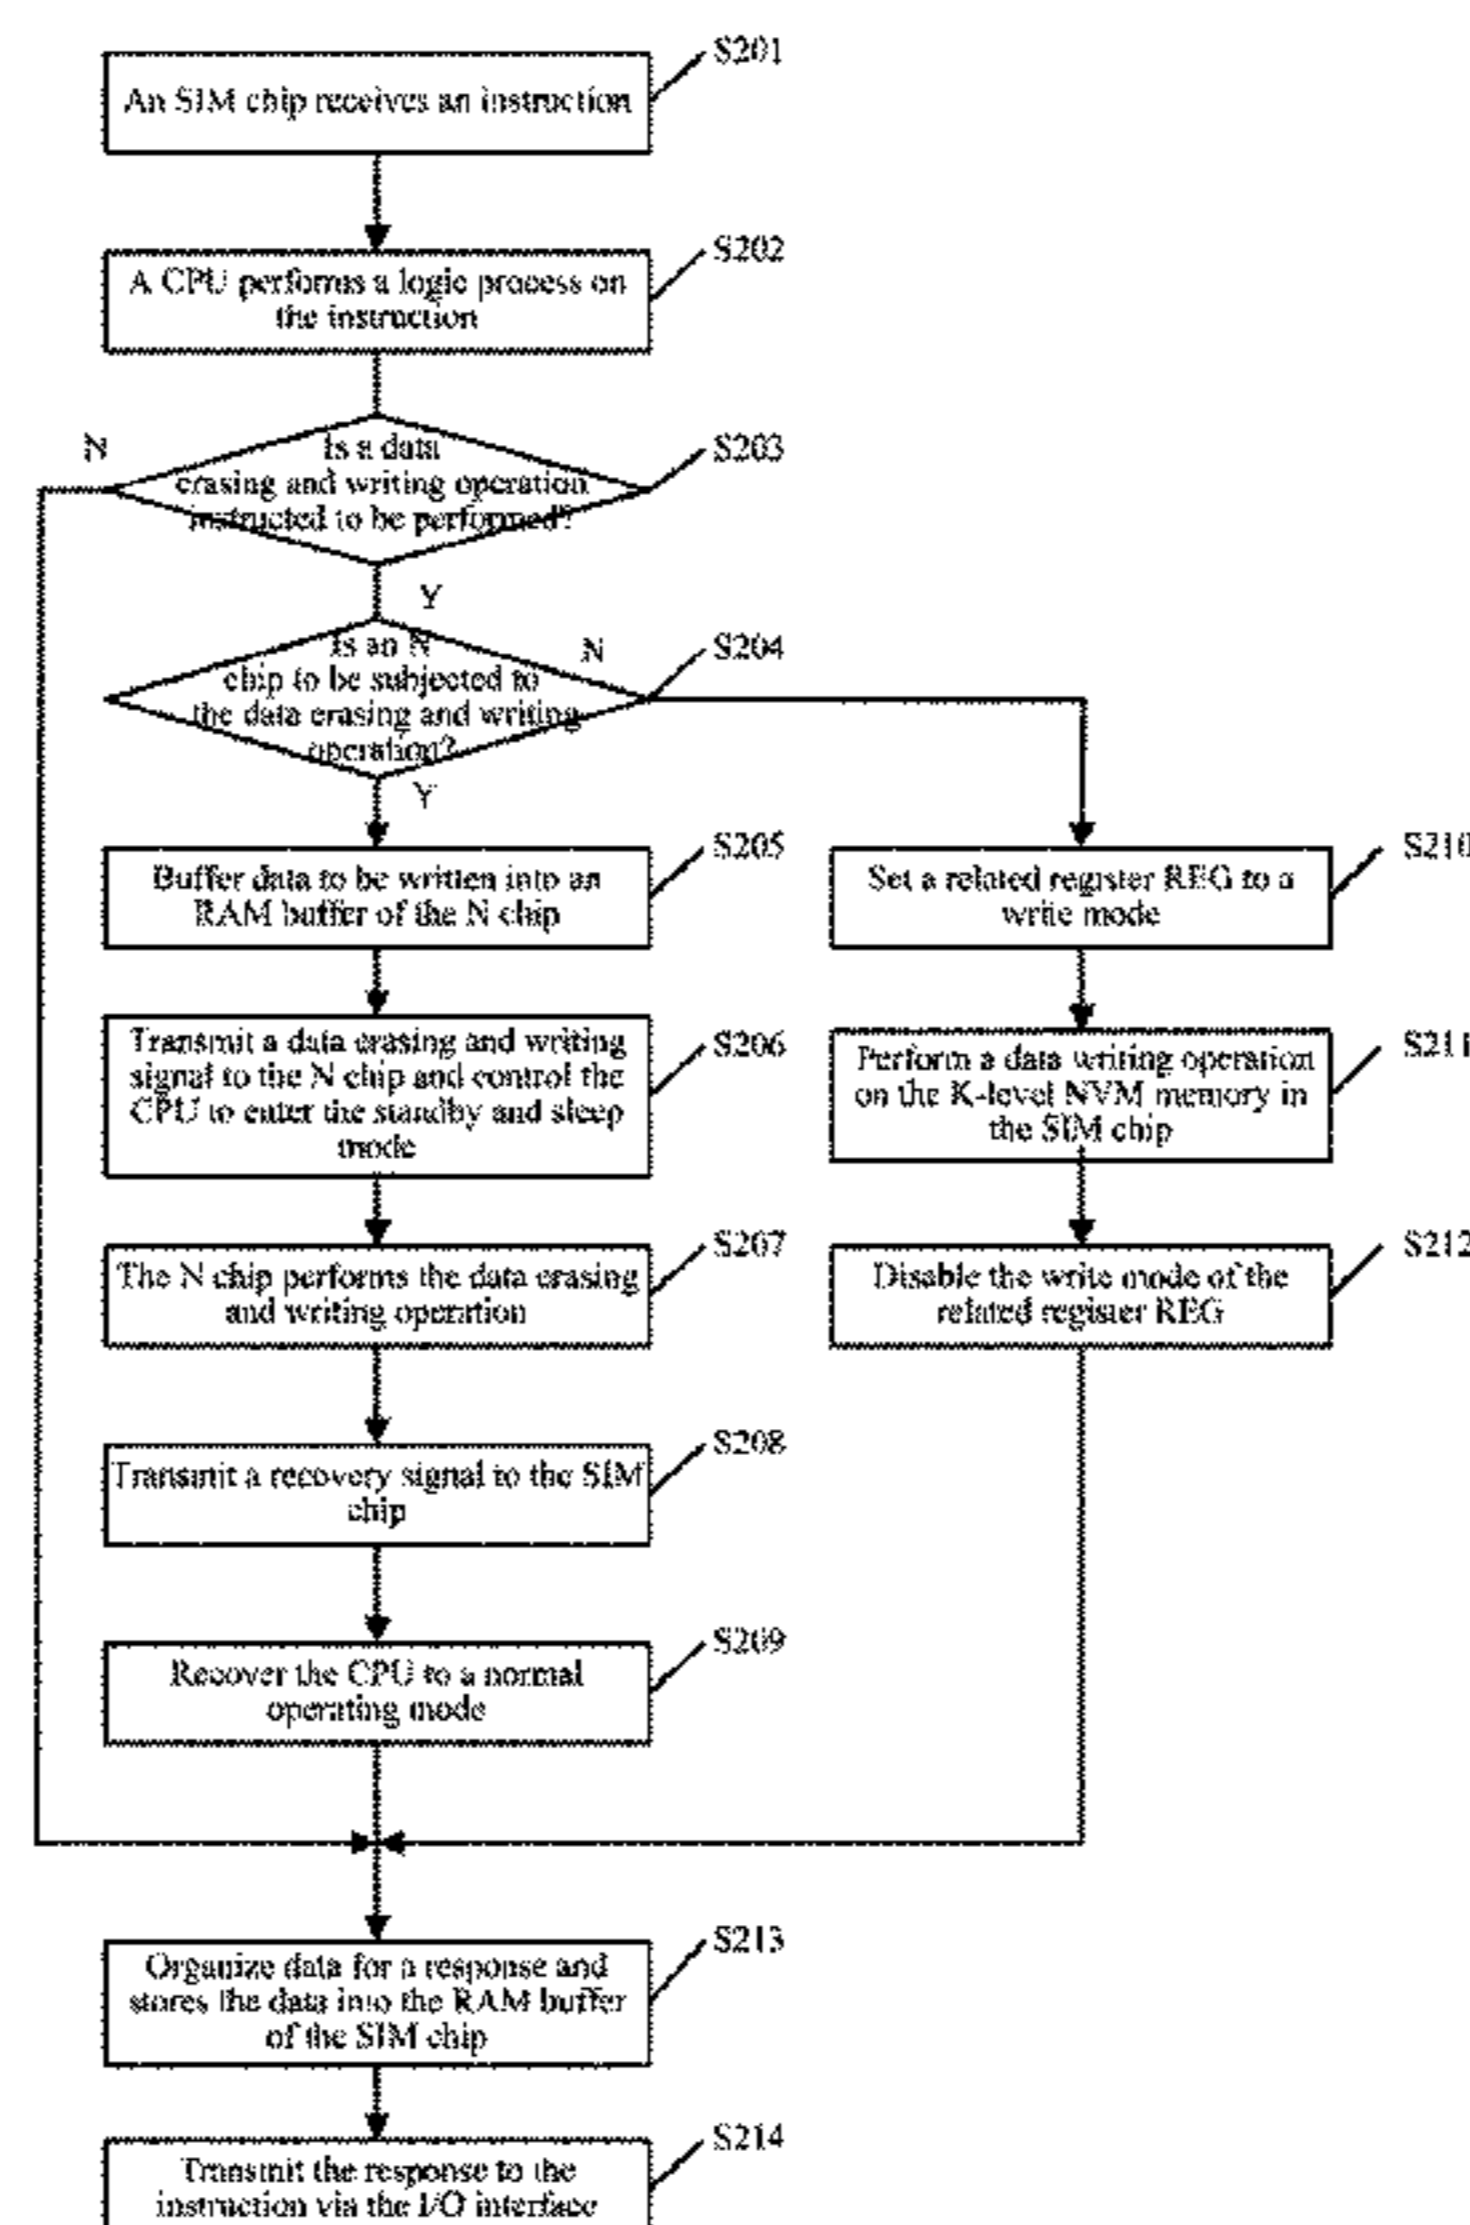 S201
An SIM chip receives an instruction
S202
A CPU performs a logic process on
the instruction
N
S203
Is a data
erasing and writing operation
instructed to be performed?
Y
S204
Is an N
N
chip to be subjected to
the data erasing and writing
operation?
Y
S205
Buffer data to be written into an
RAM buffer of the N chip
S210
Set a related register REG to a
write mode
S206
Transmit a data erasing and writing
signal to the N chip and control the
CPU to enter the standby and sleep
mode
S211
Perform a data writing operation
on the K-level NVM memory in
the SIM chip
S207
The N chip performs the data erasing
and writing operation
S212
Disable the write mode of the
related register REG
S208
Transmit a recovery signal to the SIM
chip
S209
Recover the CPU to a normal
operating mode
S213
Organize data for a response and
stores the data into the RAM buffer
of the SIM chip
S214
Transmit the response to the
instruction via the I/O interface